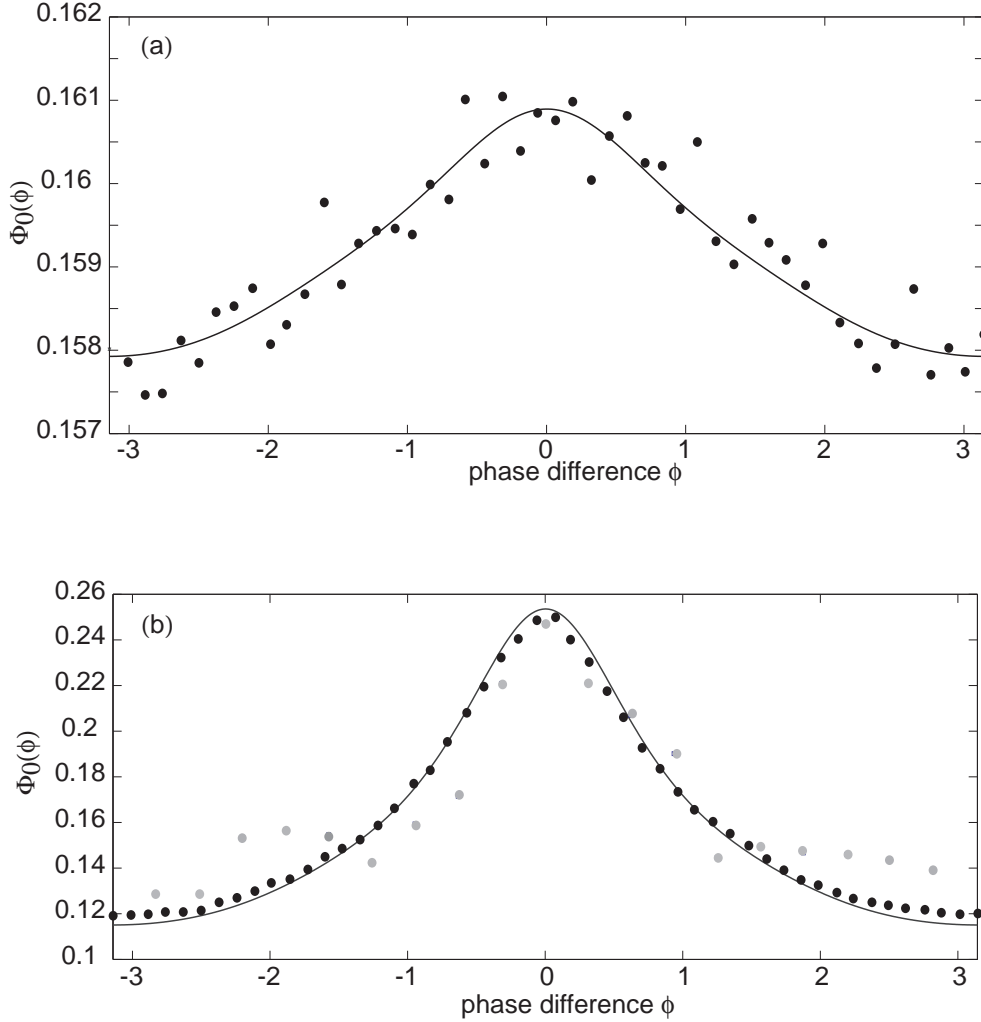 0.162
(a)
0.161
0.16
0.159
0.158
0.157
Φ0(ϕ)
-3 -2 -1 0 1 2 3
phase difference ϕ
0.26
(b)
0.24
0.22
0.2
0.18
0.16
0.14
0.12
0.1
Φ0(ϕ)
-3 -2 -1 0 1 2 3
phase difference ϕ